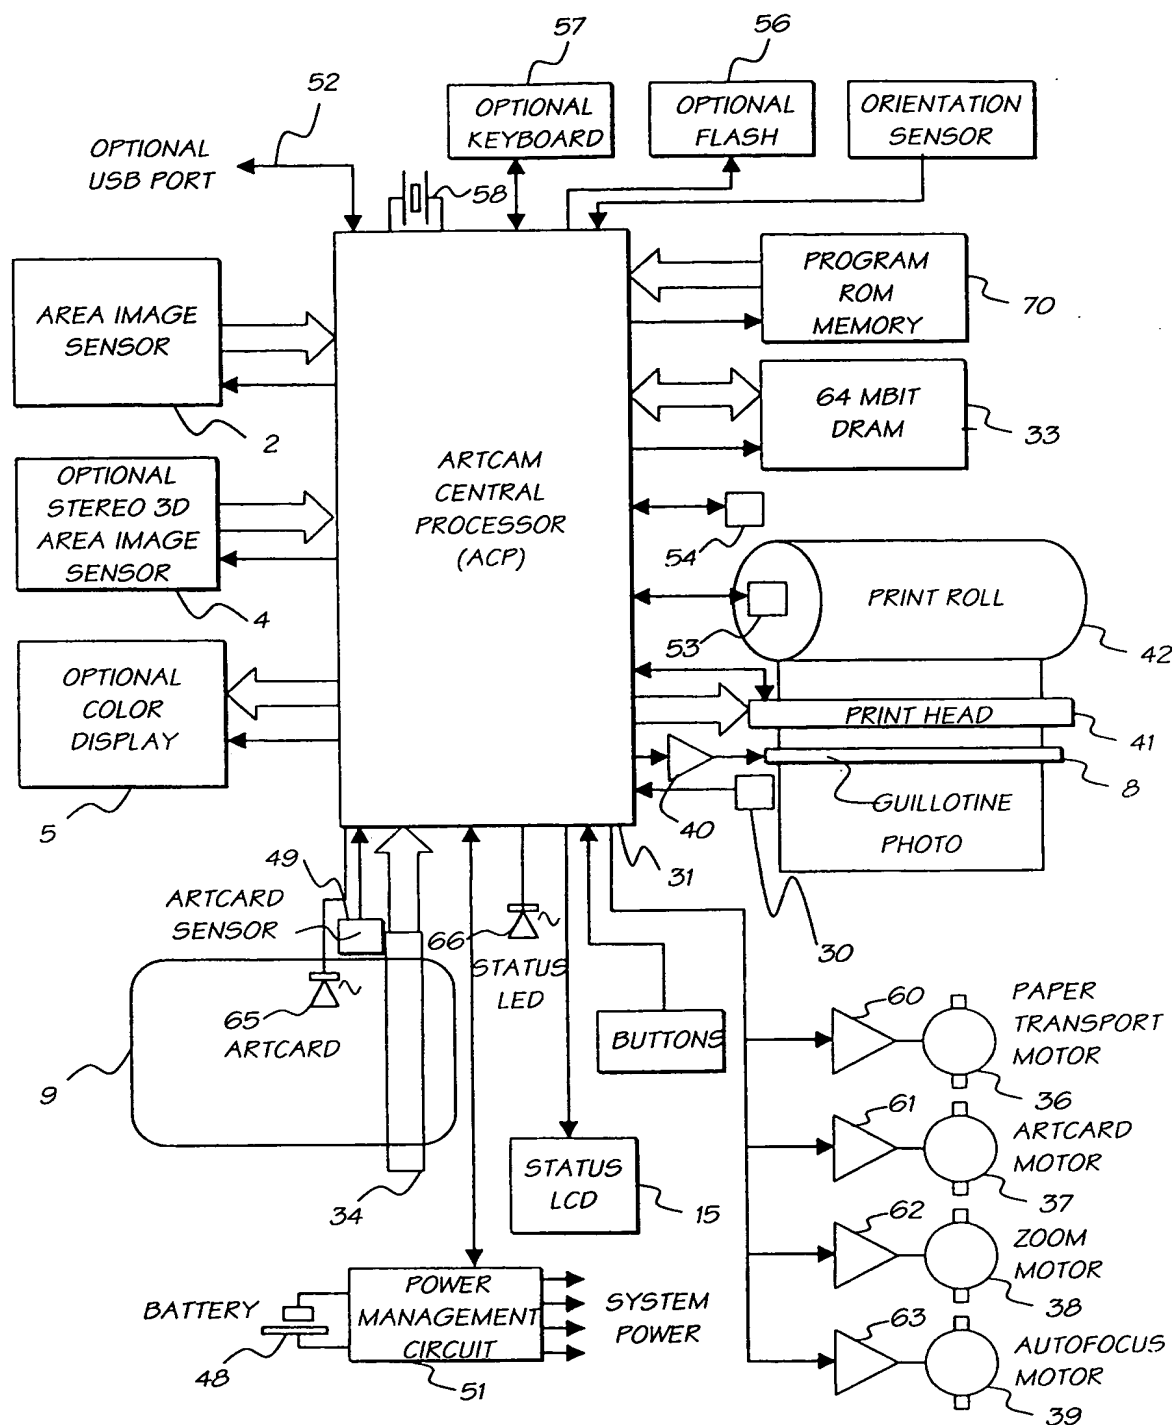 57
56
52
OPTIONAL
KEYBOARD
OPTIONAL
FLASH
ORIENTATION
SENSOR
OPTIONAL
USB PORT
58
AREA IMAGE
SENSOR
2
PROGRAM
ROM
MEMORY
70
64 MBIT
DRAM
33
OPTIONAL
STEREO 3D
AREA IMAGE
SENSOR
4
ARTCAM
CENTRAL
PROCESSOR
(ACP)
54
53
PRINT ROLL
42
OPTIONAL
COLOR
DISPLAY
5
PRINT HEAD
41
8
40
GUILLOTINE
PHOTO
31
30
49
ARTCARD
SENSOR
66
STATUS
LED
65
ARTCARD
9
34
BUTTONS
STATUS
LCD
15
60
PAPER
TRANSPORT
MOTOR
36
61
ARTCARD
MOTOR
37
62
ZOOM
MOTOR
38
63
AUTOFOCUS
MOTOR
39
BATTERY
48
POWER
MANAGEMENT
CIRCUIT
51
SYSTEM
POWER